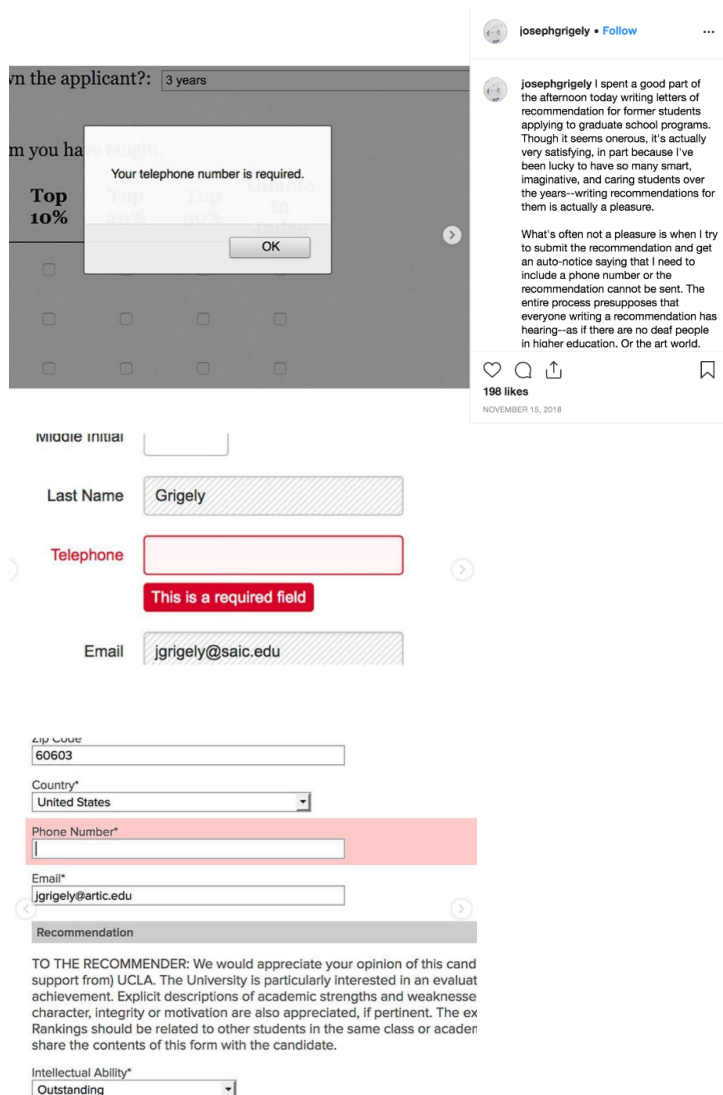 josephgrigely • Follow
...
josephgrigely I spent a good part of
the afternoon today writing letters of
recommendation for former students
applying to graduate school programs.
Though it seems onerous, it's actually
very satisfying, in part because I've
been lucky to have so many smart,
imaginative, and caring students over
the years--writing recommendations for
them is actually a pleasure.
What's often not a pleasure is when I try
to submit the recommendation and get
an auto-notice saying that I need to
include a phone number or the
recommendation cannot be sent. The
entire process presupposes that
everyone writing a recommendation has
hearing--as if there are no deaf people
in higher education. Or the art world.
198 likes
NOVEMBER 15, 2018
wn the applicant?: 3 years
m you have taught.
Your telephone number is required.
OK
Top Top Top Unable
10% 20% 50% to
Judge
Middle Initial
Last Name Grigely
Telephone
This is a required field
Email jgrigely@saic.edu
Zip Code
60603
Country*
United States
Phone Number*
Email*
jgrigely@artic.edu
Recommendation
TO THE RECOMMENDER: We would appreciate your opinion of this cand
support from) UCLA. The University is particularly interested in an evaluat
achievement. Explicit descriptions of academic strengths and weaknesse
character, integrity or motivation are also appreciated, if pertinent. The ex
Rankings should be related to other students in the same class or acaden
share the contents of this form with the candidate.
Intellectual Ability*
Outstanding